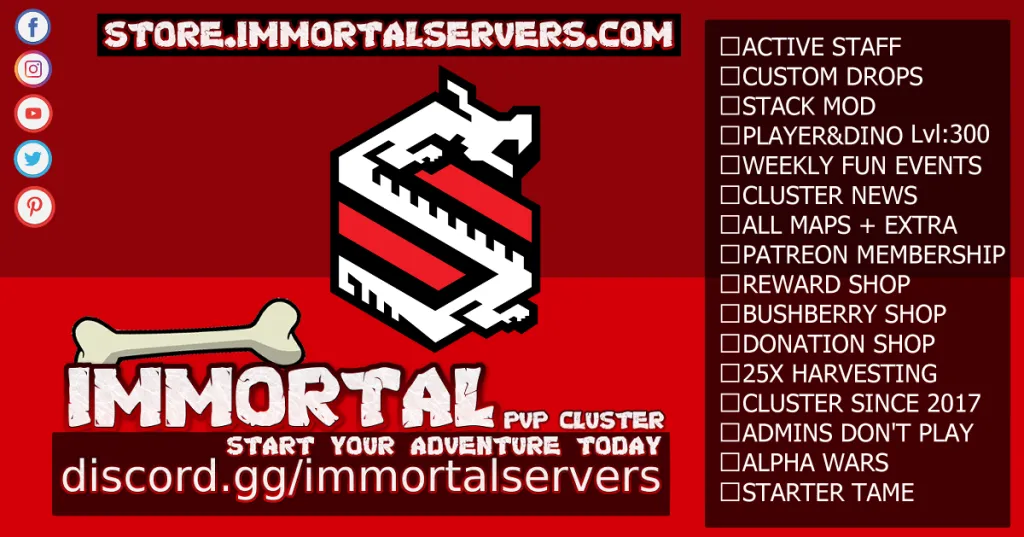 STORE.IMMORTALSERVERS.COM
IMMORTAL
PVP CLUSTER
START YOUR ADVENTURE TODAY
discord.gg/immortalservers
□ACTIVE STAFF
□CUSTOM DROPS
□STACK MOD
□PLAYER&DINO Lvl:300
□WEEKLY FUN EVENTS
□CLUSTER NEWS
□ALL MAPS + EXTRA
□PATREON MEMBERSHIP
□REWARD SHOP
□BUSHBERRY SHOP
□DONATION SHOP
□25X HARVESTING
□CLUSTER SINCE 2017
□ADMINS DON'T PLAY
□ALPHA WARS
□STARTER TAME